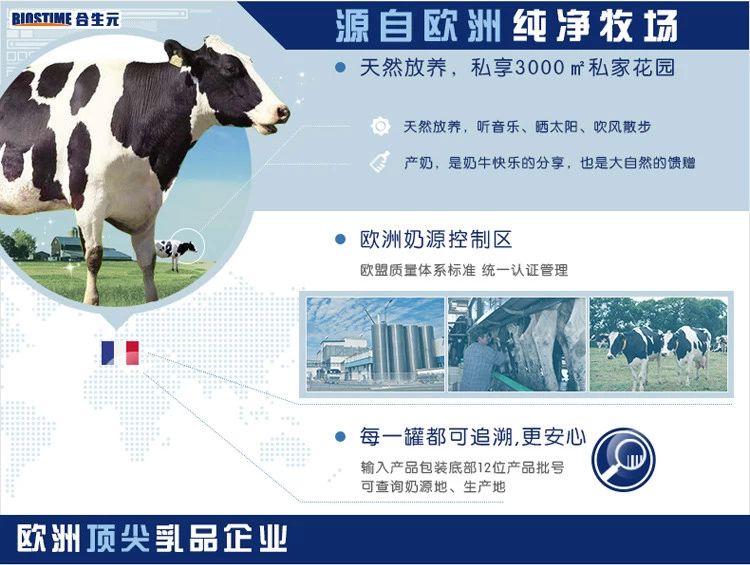 BIOSTIME 合生元
源自欧洲 纯净牧场
天然放养，私享3000㎡私家花园
天然放养，听音乐、晒太阳、吹风散步
产奶，是奶牛快乐的分享，也是大自然的馈赠
欧洲奶源控制区
欧盟质量体系标准 统一认证管理
每一罐都可追溯,更安心
输入产品包装底部12位产品批号
可查询奶源地、生产地
欧洲顶尖乳品企业